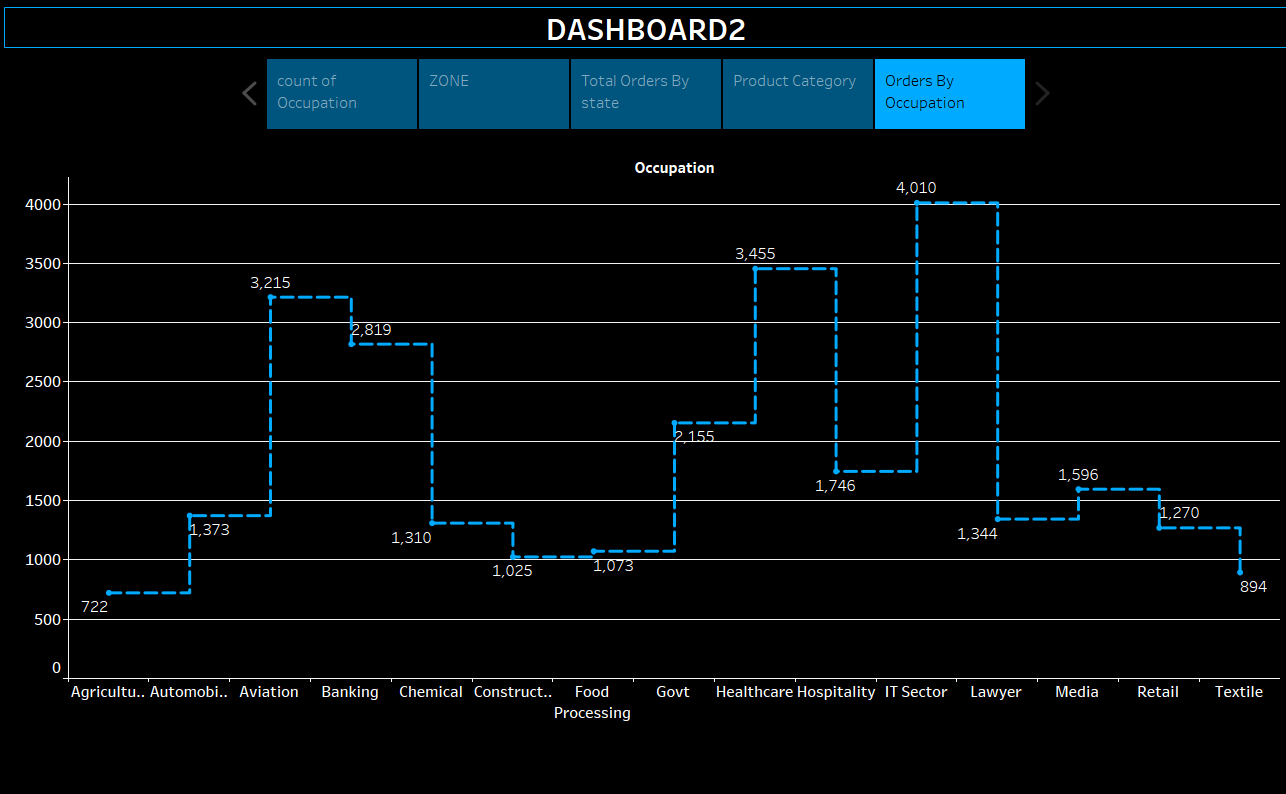 DASHBOARD2
count of
Occupation
ZONE
Total Orders By
state
Product Category
Orders By
Occupation
Occupation
4000
3500
3000
2500
2000
1500
1000
500
0
722
1,373
3,215
2,819
1,310
1,025
1,073
2,155
3,455
1,746
4,010
1,344
1,596
1,270
894
Agricultu.. Automobi.. Aviation Banking Chemical Construct.. Food Govt Healthcare Hospitality IT Sector Lawyer Media Retail Textile
Processing